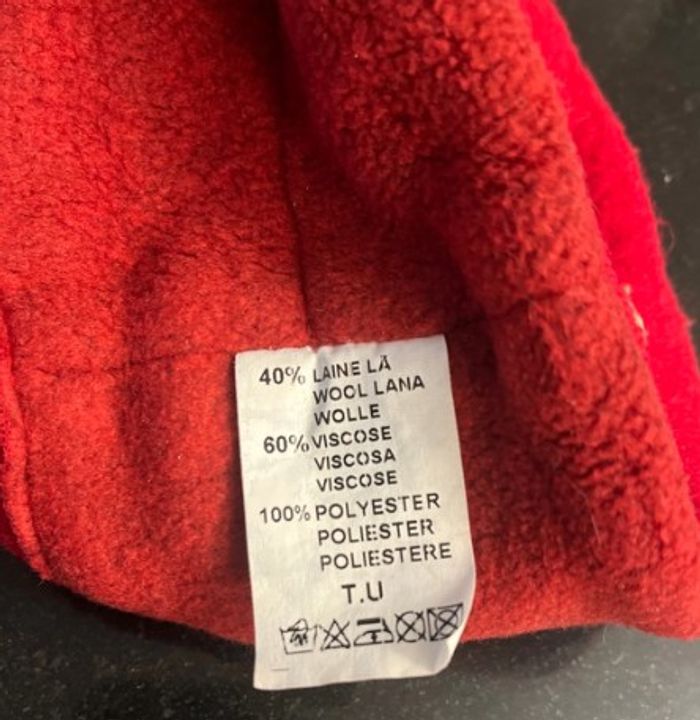 40% LAINE LÃ
WOOL LANA
WOLLE
60% VISCOSE
VISCOSA
VISCOSE
100% POLYESTER
POLIESTER
POLIESTERE
T.U